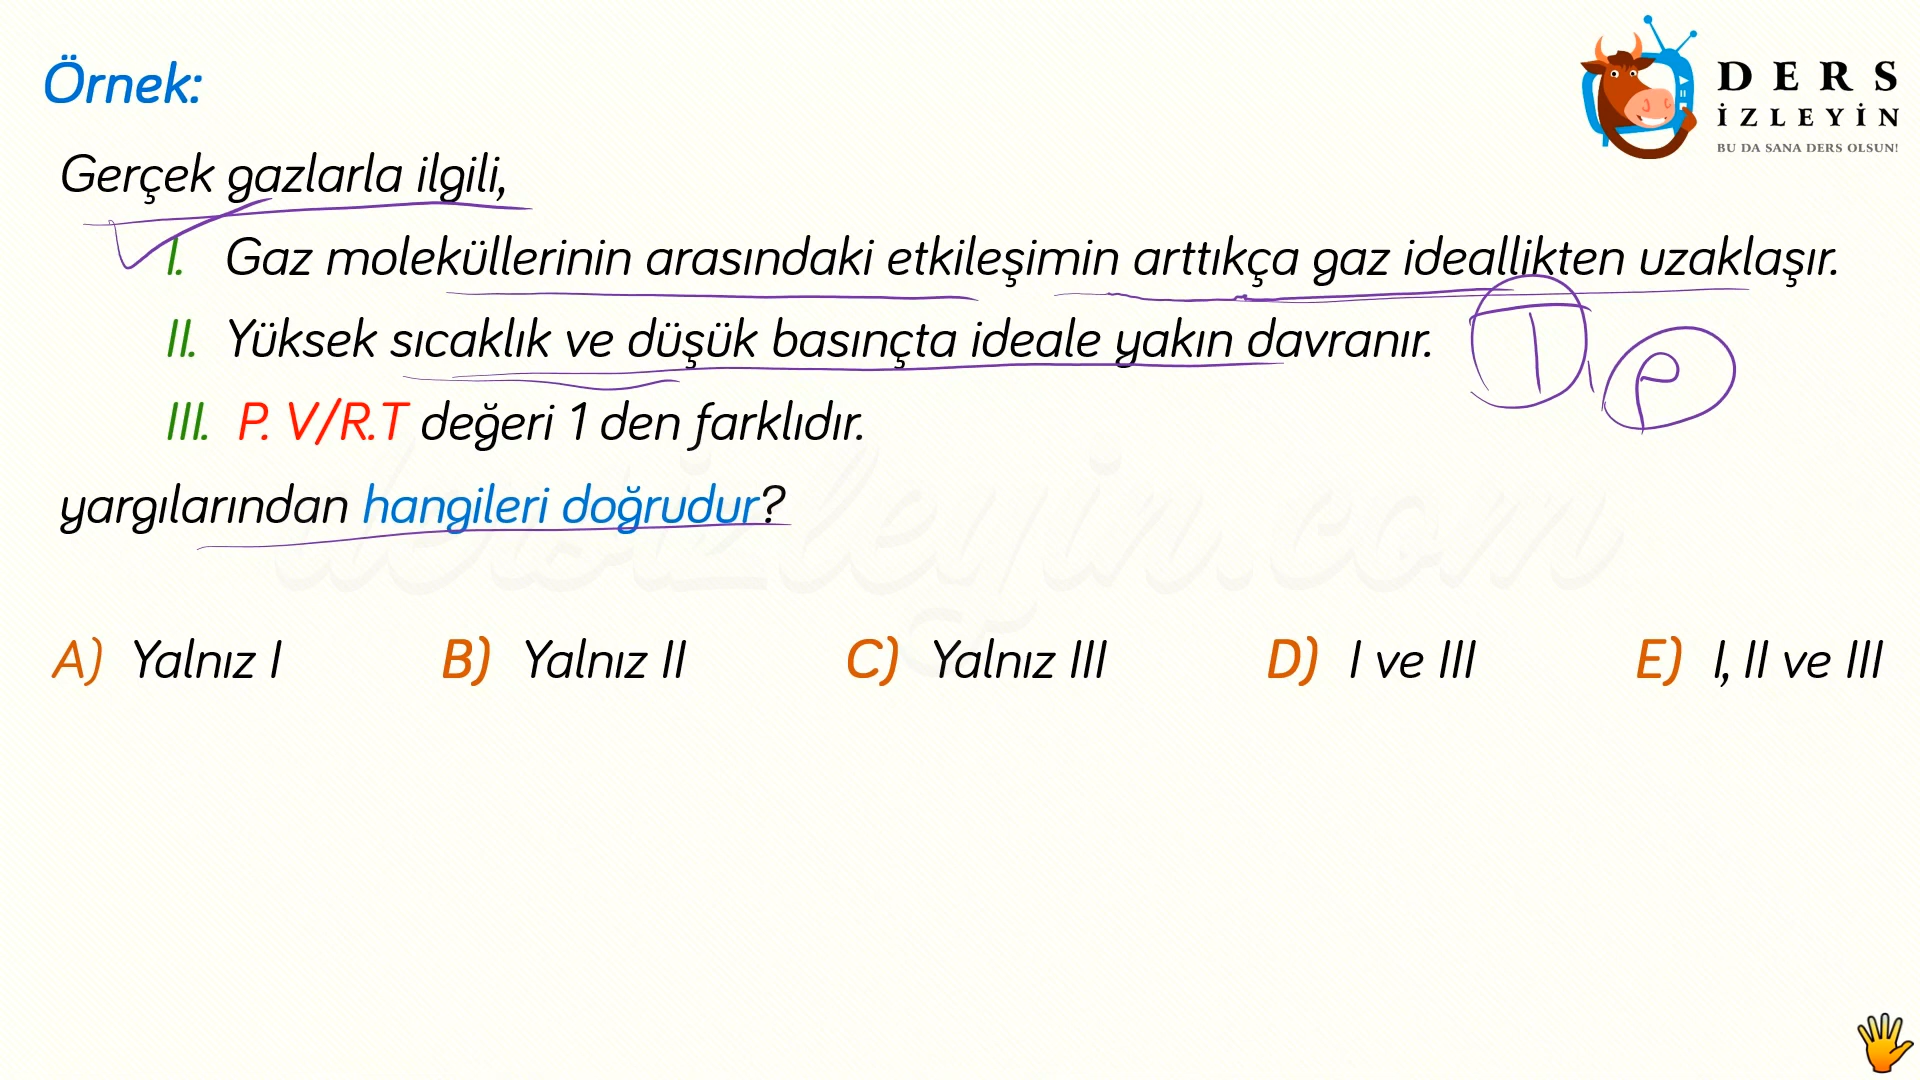 Örnek:
DERS
İZLEYİN
BU DA SANA DERS OLSUN!
Gerçek gazlarla ilgili,
I. Gaz moleküllerinin arasındaki etkileşimin arttıkça gaz ideallikten uzaklaşır.
II. Yüksek sıcaklık ve düşük basınçta ideale yakın davranır.
T, P
III. P. V/R.T değeri 1 den farklıdır.
yargılarından hangileri doğrudur?
dersizleyin.com
A) Yalnız I B) Yalnız II C) Yalnız III D) I ve III E) I, II ve III